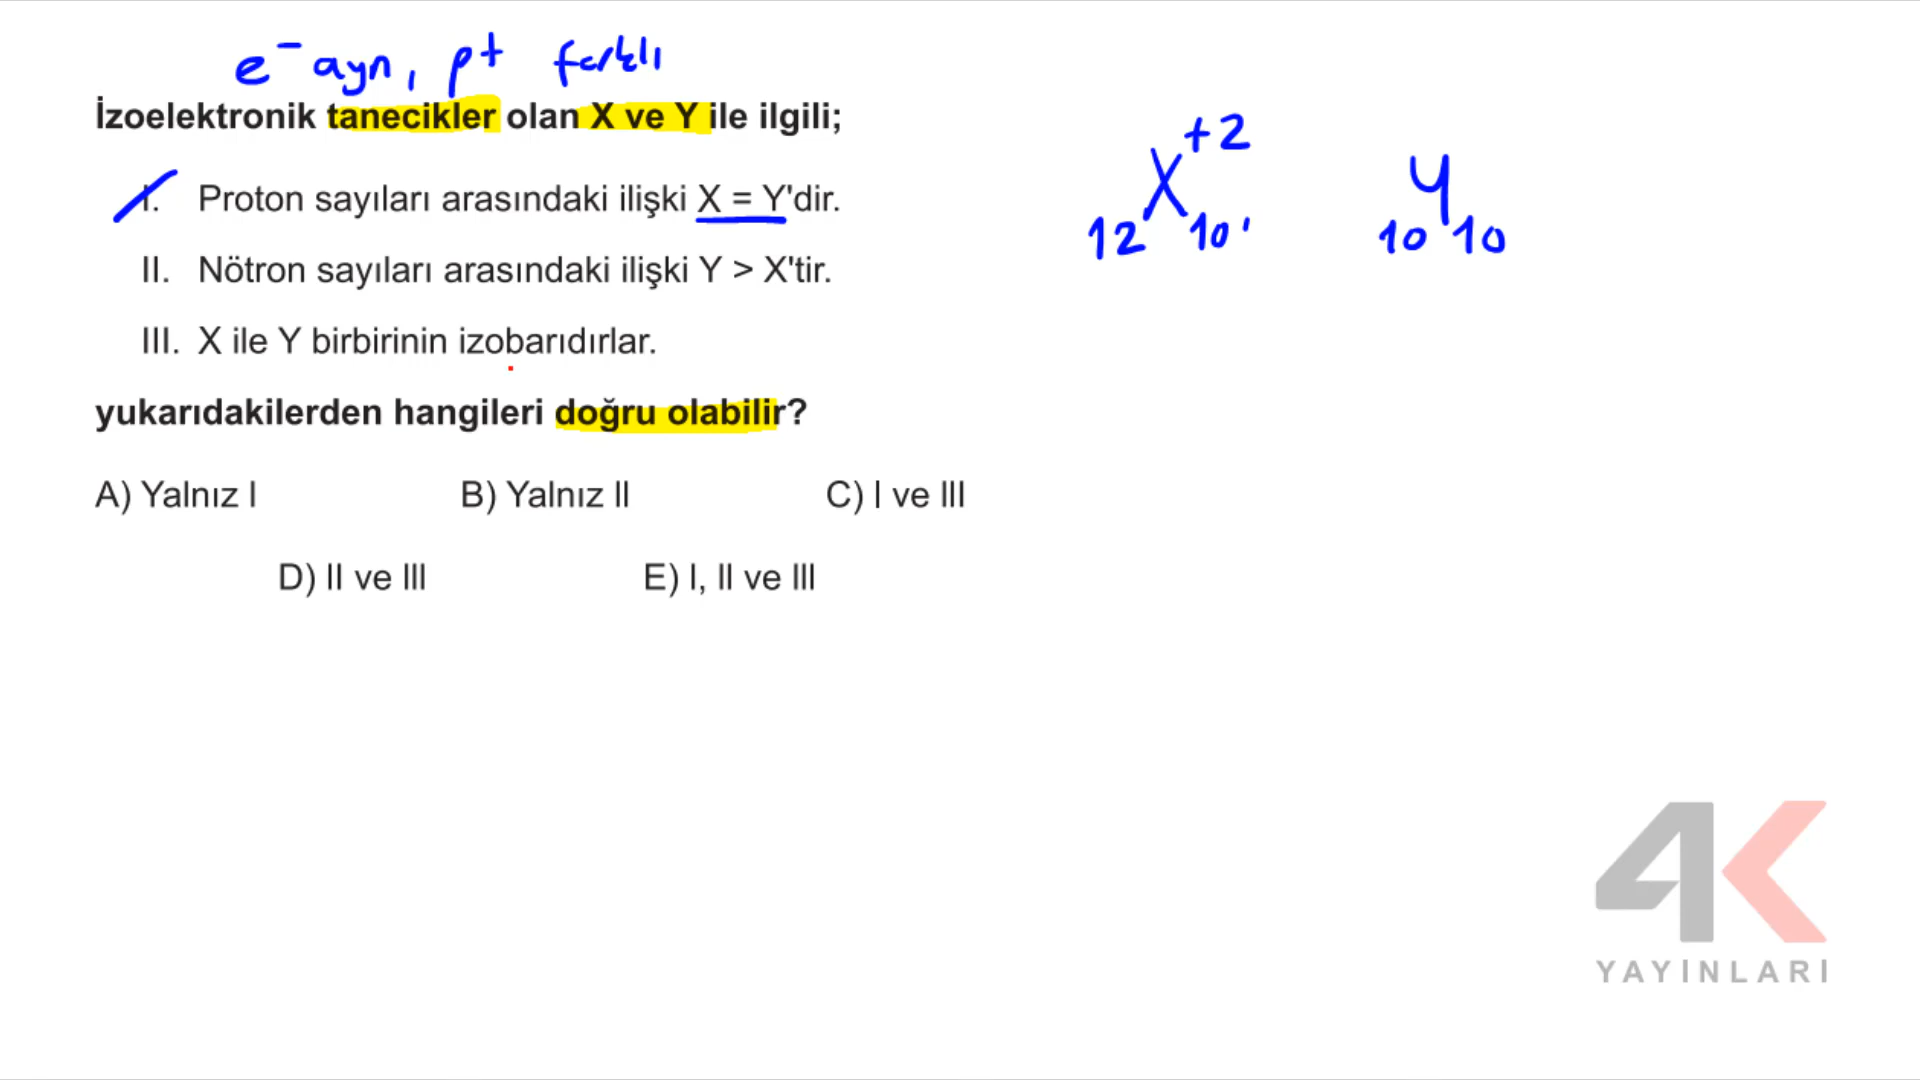 e⁻ aynı, p⁺ farklı
İzoelektronik tanecikler olan X ve Y ile ilgili;
I. Proton sayıları arasındaki ilişki X = Y'dir.
II. Nötron sayıları arasındaki ilişki Y > X'tir.
III. X ile Y birbirinin izobarıdırlar.
yukarıdakilerden hangileri doğru olabilir?
A) Yalnız I B) Yalnız II C) I ve III
D) II ve III E) I, II ve III
X +2 Y
12 10 10 10
4K
YAYINLARI